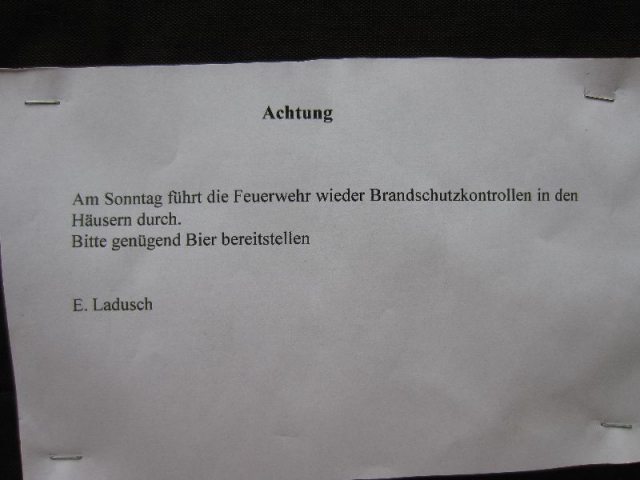 Achtung
Am Sonntag führt die Feuerwehr wieder Brandschutzkontrollen in den
Häusern durch.
Bitte genügend Bier bereitstellen
E. Ladusch